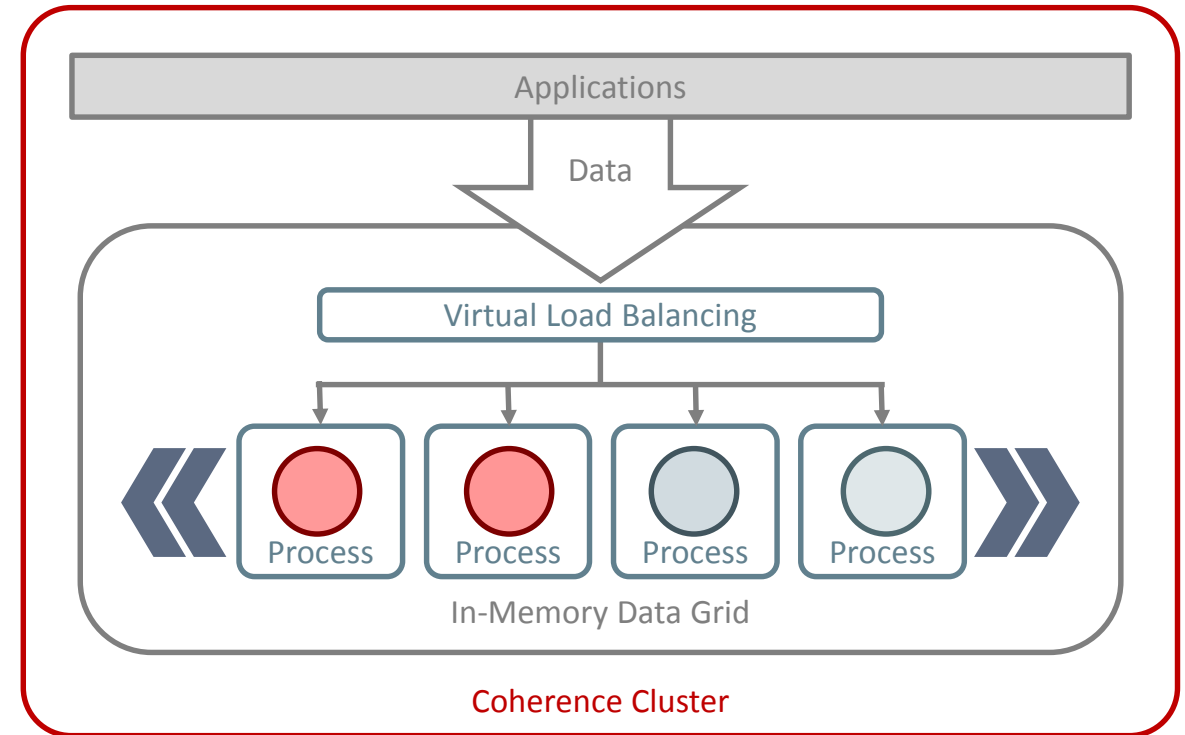 Applications
Data
Virtual Load Balancing
Process
Process
Process
Process
In-Memory Data Grid
Coherence Cluster